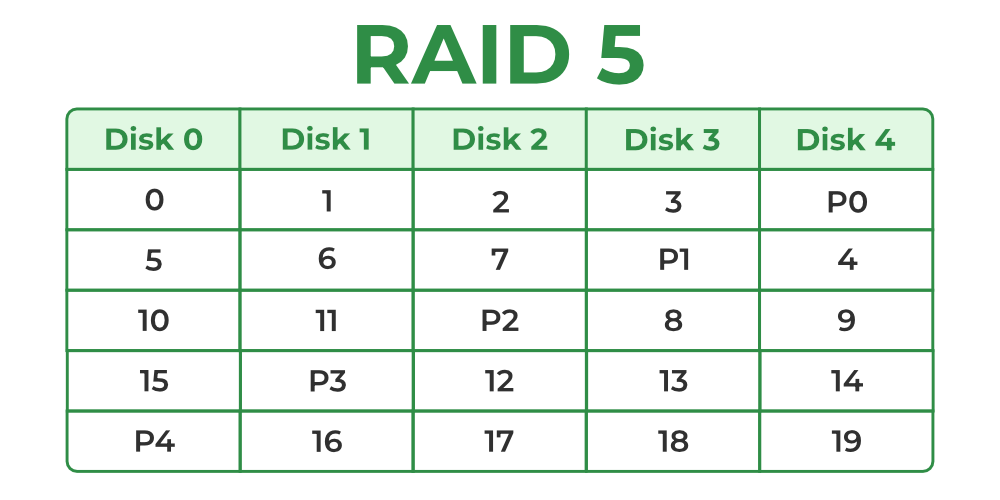 RAID 5
Disk 0 Disk 1 Disk 2 Disk 3 Disk 4
0 1 2 3 P0
5 6 7 P1 4
10 11 P2 8 9
15 P3 12 13 14
P4 16 17 18 19